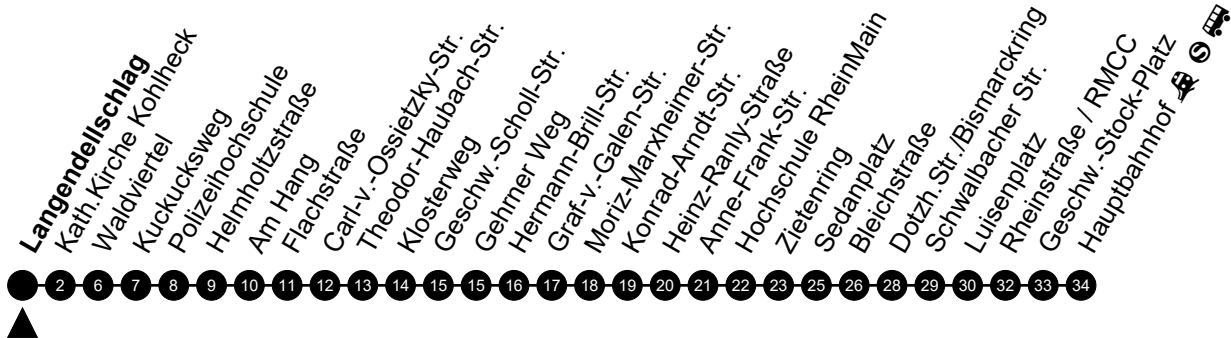 Langendellschlag
Kath.Kirche Kohlheck
Waldviertel
Kuckucksweg
Polizeihochschule
Helmholtzstraße
Am Hang
Flachstraße
Carl-v.-Ossietzky-Str.
Theodor-Haubach-Str.
Klosterweg
Geschw.-Scholl-Str.
Gehrner Weg
Hermann-Brill-Str.
Graf-v.-Galen-Str.
Moriz-Marxheimer-Str.
Konrad-Arndt-Str.
Heinz-Ranly-Straße
Anne-Frank-Str.
Hochschule RheinMain
Zietenring
Sedanplatz
Bleichstraße
Dotzh.Str./Bismarckring
Schwalbacher Str.
Luisenplatz
Rheinstraße / RMCC
Geschw.-Stock-Platz
Hauptbahnhof S
2 6 7 8 9 10 11 12 13 14 15 15 16 17 18 19 20 21 22 23 25 26 28 29 30 32 33 34